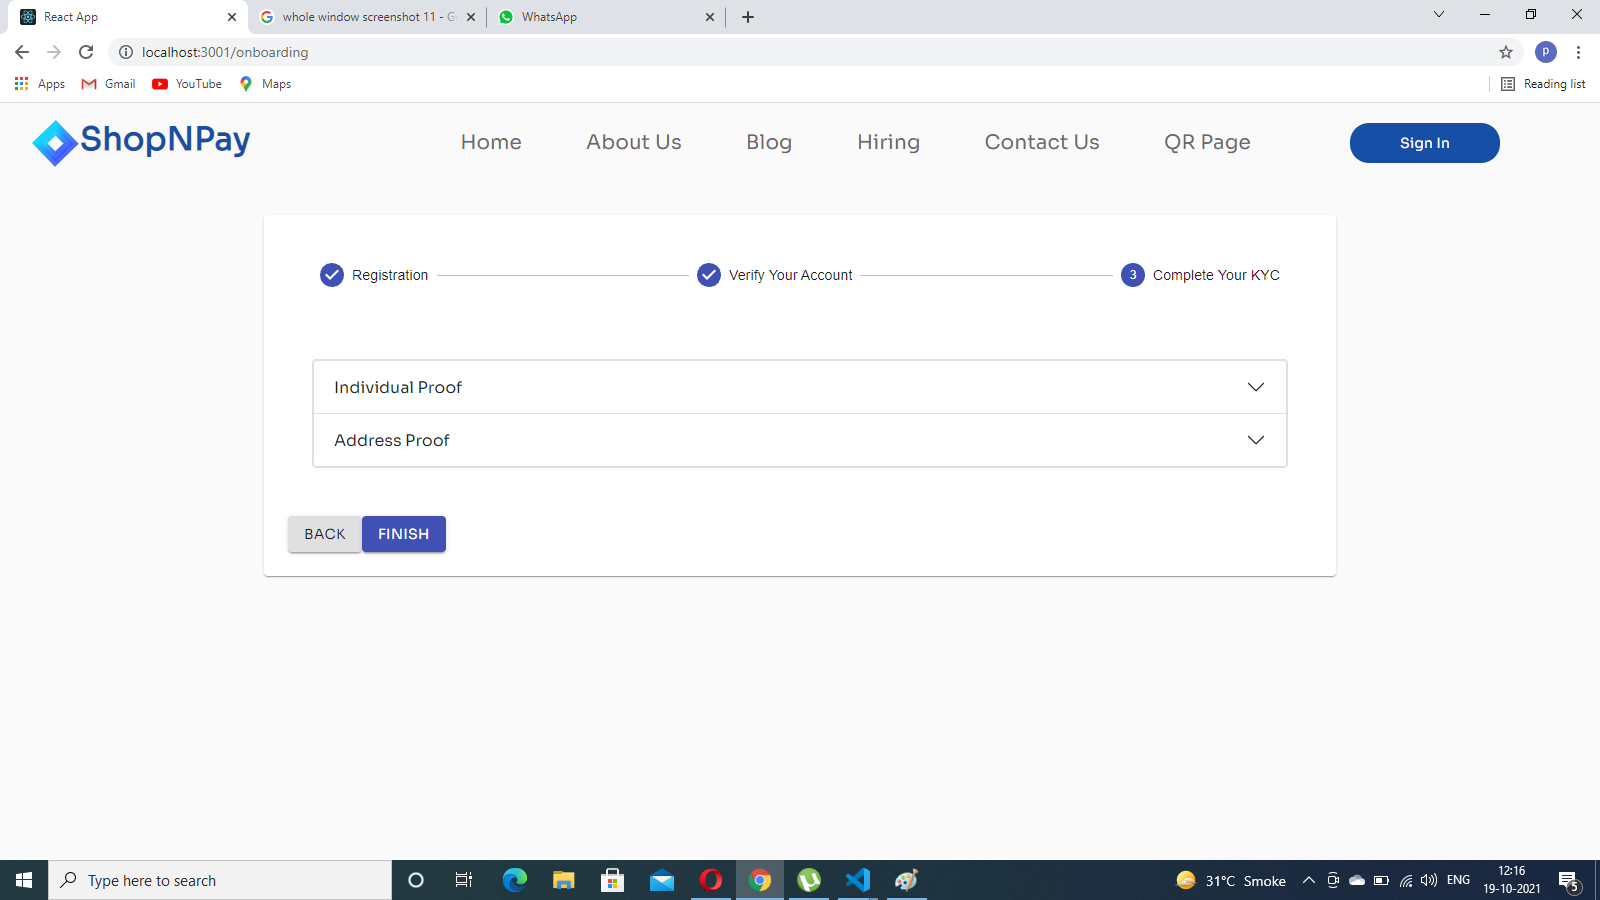 React App
whole window screenshot 11 - G
WhatsApp
localhost:3001/onboarding
P
Apps
Gmail
YouTube
Maps
Reading list
ShopNPay
Home
About Us
Blog
Hiring
Contact Us
QR Page
Sign In
Registration
Verify Your Account
3
Complete Your KYC
Individual Proof
Address Proof
BACK
FINISH
Type here to search
31°C Smoke
ENG
12:16
19-10-2021
5